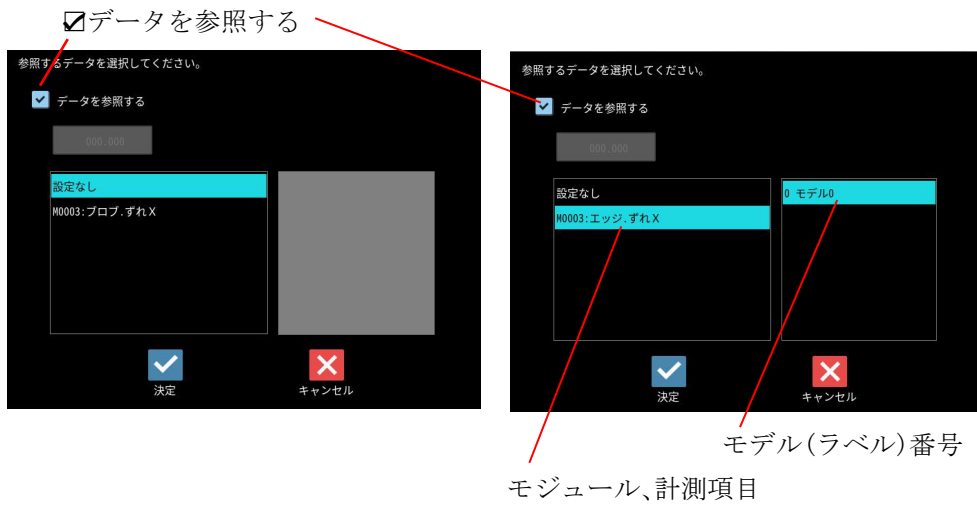 ☑データを参照する
参照するデータを選択してください。
データを参照する
000.000
設定なし
M0003:ブロブ.ずれX
決定
キャンセル
参照するデータを選択してください。
データを参照する
000.000
設定なし
0 モデル0
M0003:エッジ.ずれX
決定
キャンセル
モデル(ラベル)番号
モジュール、計測項目